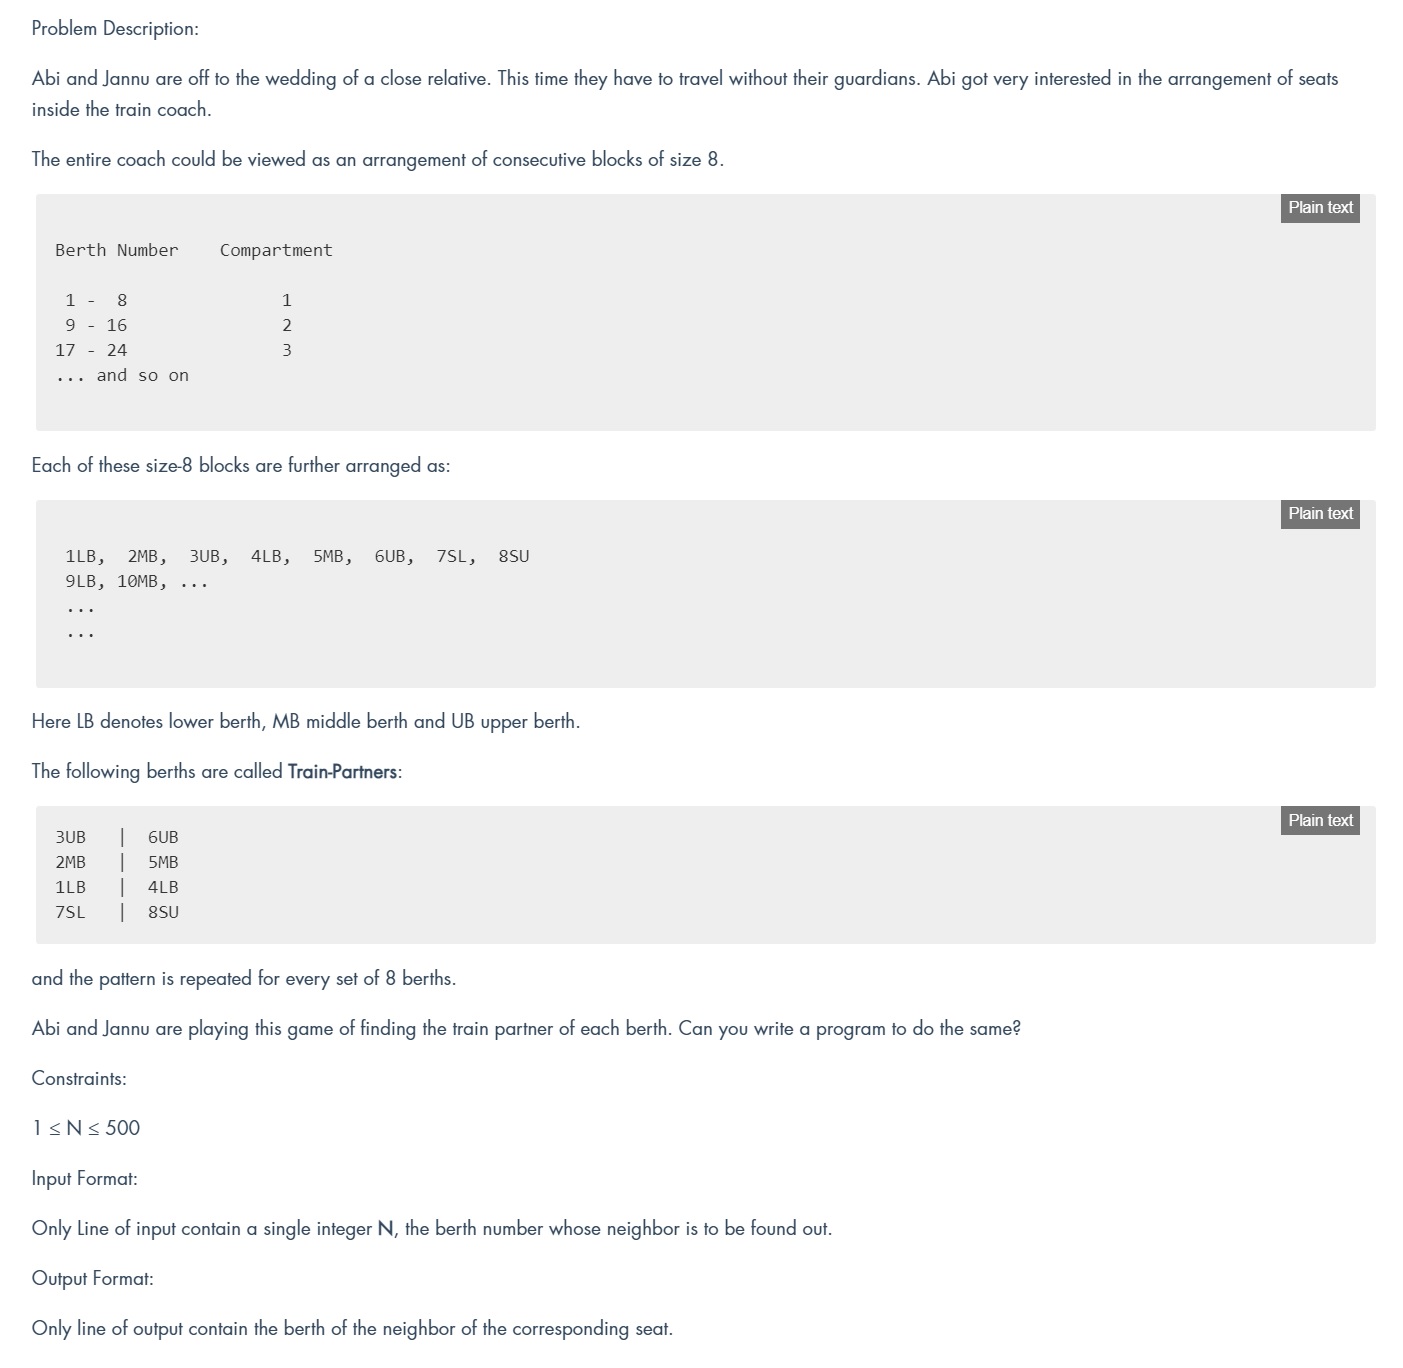 Problem Description:
Abi and Jannu are off to the wedding of a close relative. This time they have to travel without their guardians. Abi got very interested in the arrangement of seats
inside the train coach.
The entire coach could be viewed as an arrangement of consecutive blocks of size 8.
Plain text
Berth Number    Compartment
1 -  8               1
9 - 16               2
17 - 24               3
... and so on
Each of these size-8 blocks are further arranged as:
Plain text
1LB,  2MB,  3UB,  4LB,  5MB,  6UB,  7SL,  8SU
9LB, 10MB, ...
...
...
Here LB denotes lower berth, MB middle berth and UB upper berth.
The following berths are called Train-Partners:
Plain text
3UB   |  6UB
2MB   |  5MB
1LB   |  4LB
7SL   |  8SU
and the pattern is repeated for every set of 8 berths.
Abi and Jannu are playing this game of finding the train partner of each berth. Can you write a program to do the same?
Constraints:
1 ≤ N ≤ 500
Input Format:
Only Line of input contain a single integer N, the berth number whose neighbor is to be found out.
Output Format:
Only line of output contain the berth of the neighbor of the corresponding seat.